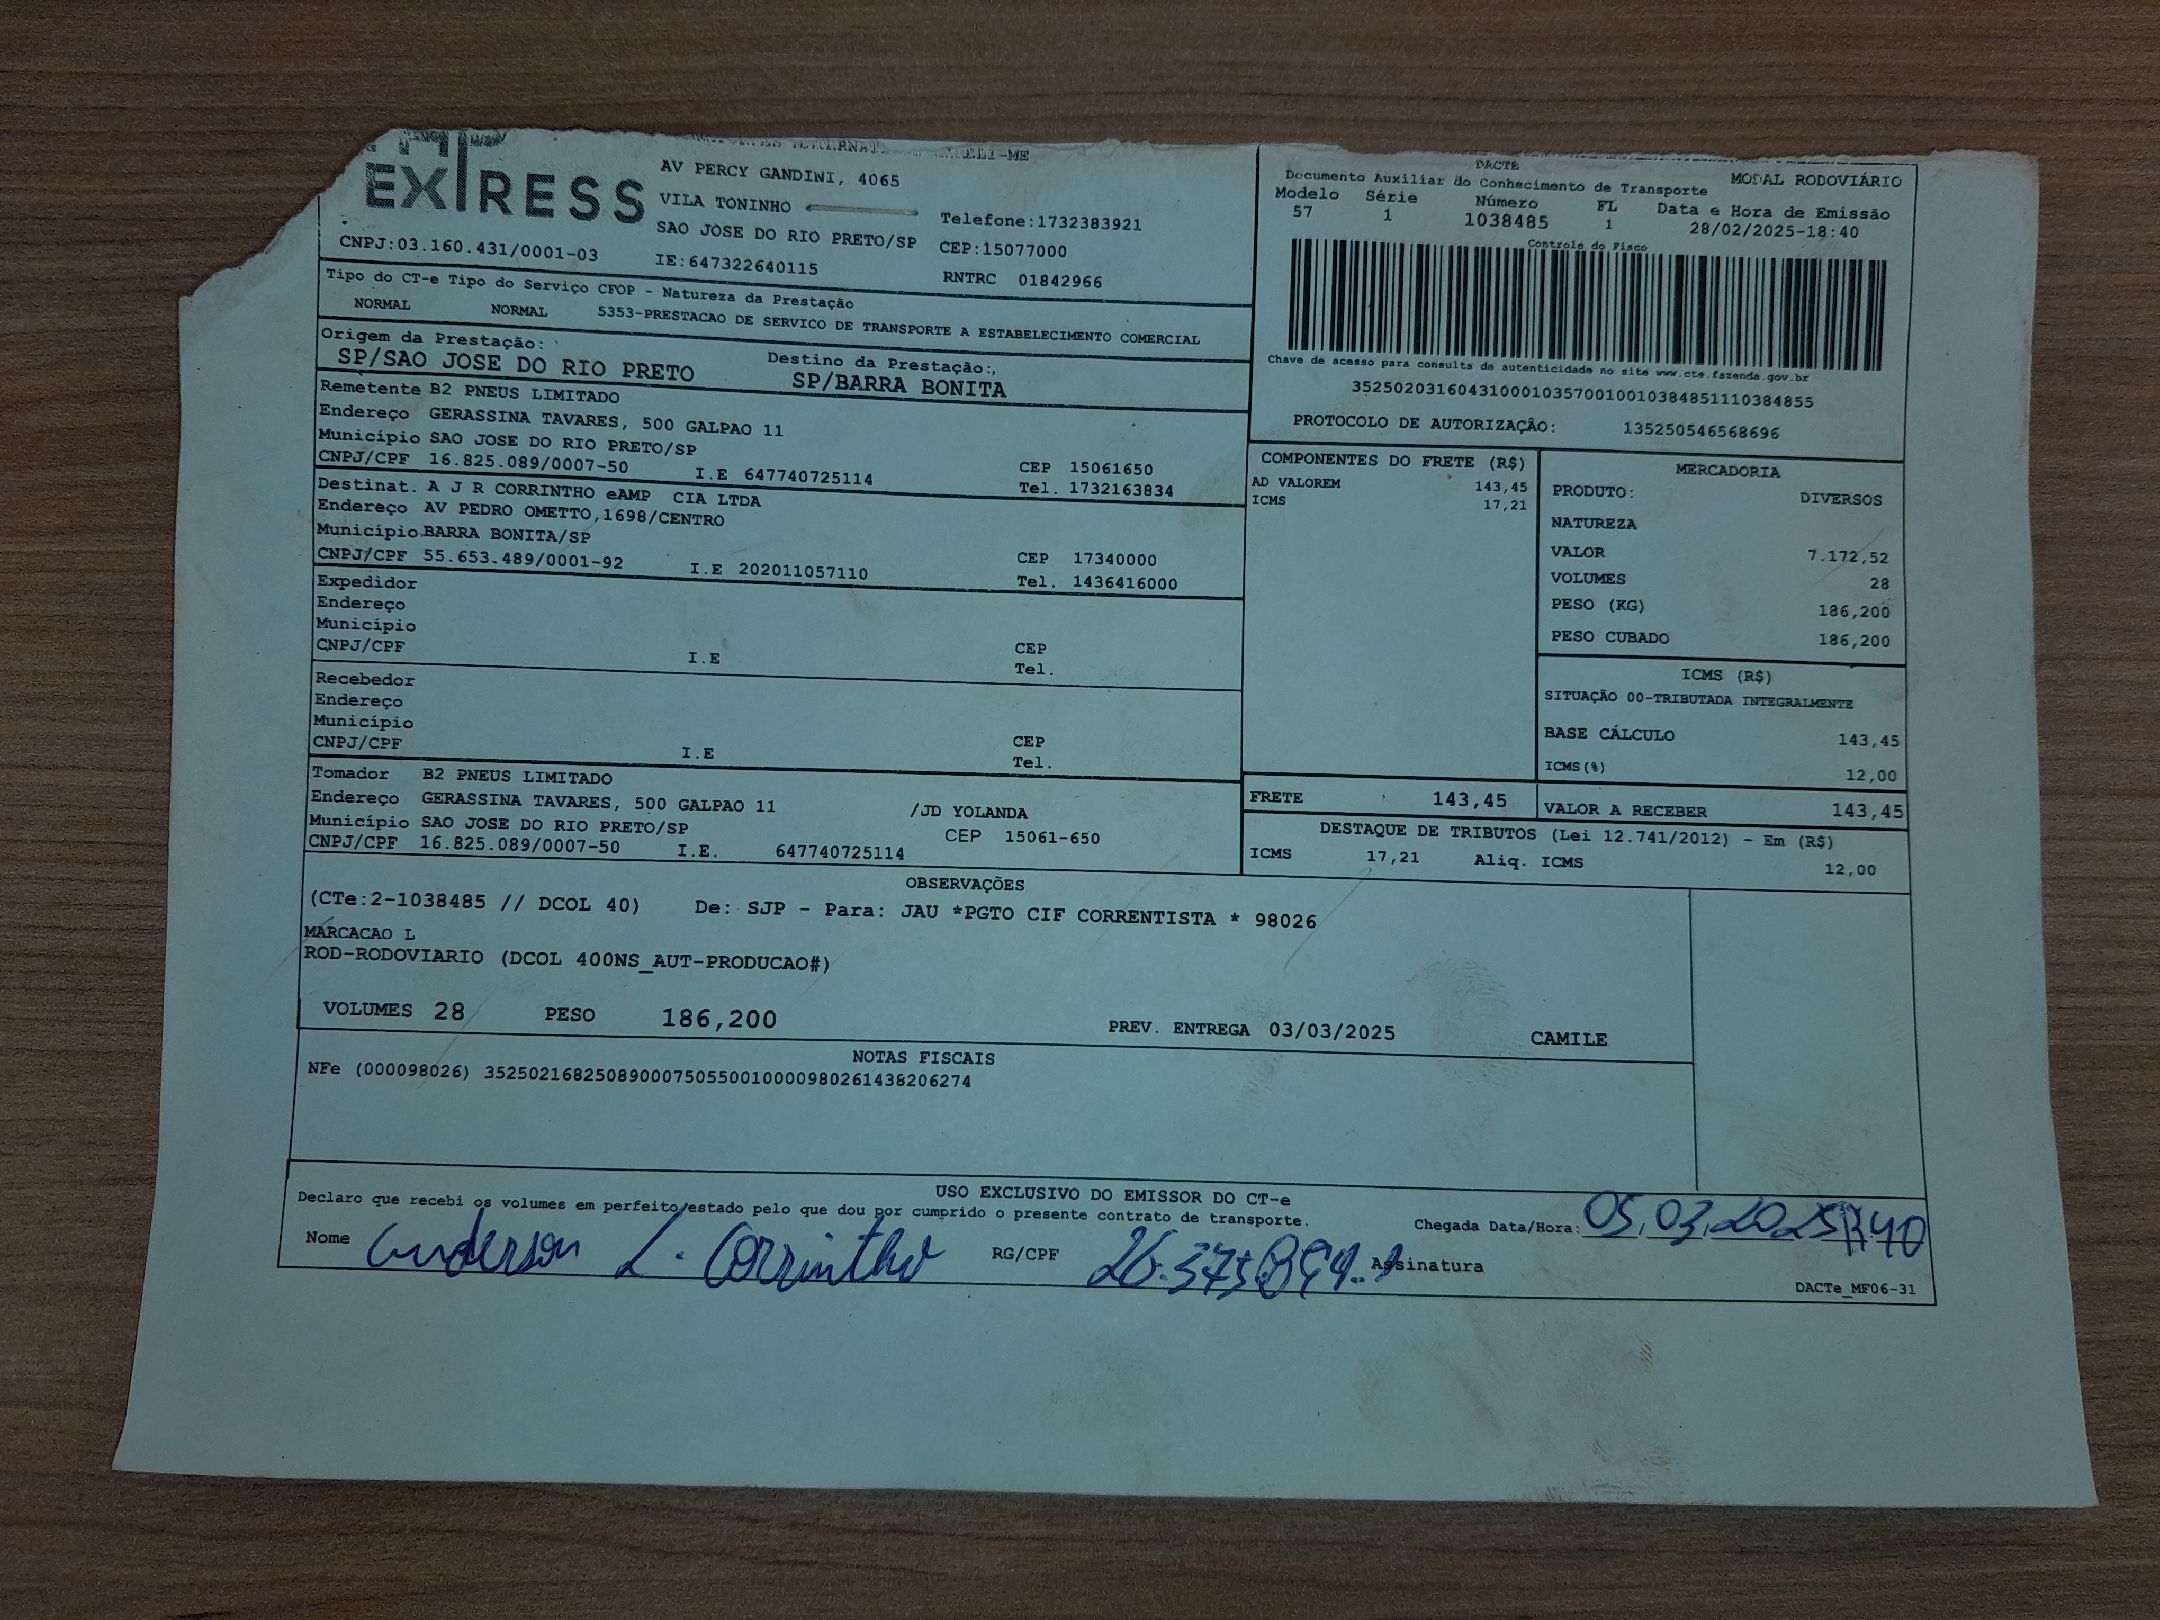 EXPRESS
AV PERCY GANDINI, 4065
VILA TONINHO
SAO JOSE DO RIO PRETO/SP
Telefone:1732383921
CEP:15077000
CNPJ:03.160.431/0001-03
IE:647322640115
RNTRC 01842966
DACTE
Documento Auxiliar do Conhecimento de Transporte
MODAL RODOVIÁRIO
Modelo Série Número FL Data e Hora de Emissão
57 1 1038485 1 28/02/2025-18:40
Controle do Fisco
Chave de acesso para consulta de autenticidade no site www.cte.fazenda.gov.br
35250203160431000103570010010384851110384855
PROTOCOLO DE AUTORIZAÇÂO: 135250546568696
Tipo do CT-e Tipo do Serviço CFOP - Natureza da Prestação
NORMAL NORMAL 5353-PRESTACAO DE SERVICO DE TRANSPORTE A ESTABELECIMENTO COMERCIAL
Origem da Prestação: Destino da Prestação:
SP/SAO JOSE DO RIO PRETO SP/BARRA BONITA
Remetente B2 PNEUS LIMITADO
Endereço GERASSINA TAVARES, 500 GALPAO 11
Município SAO JOSE DO RIO PRETO/SP CEP 15061650
CNPJ/CPF 16.825.089/0007-50 I.E 647740725114 Tel. 1732163834
Destinat. A J R CORRINTHO eAMP CIA LTDA
Endereço AV PEDRO OMETTO,1698/CENTRO
Município BARRA BONITA/SP CEP 17340000
CNPJ/CPF 55.653.489/0001-92 I.E 202011057110 Tel. 1436416000
Expedidor
Endereço
Município CEP
CNPJ/CPF I.E Tel.
Recebedor
Endereço
Município CEP
CNPJ/CPF I.E Tel.
Tomador B2 PNEUS LIMITADO
Endereço GERASSINA TAVARES, 500 GALPAO 11 /JD YOLANDA
Município SAO JOSE DO RIO PRETO/SP CEP 15061-650
CNPJ/CPF 16.825.089/0007-50 I.E. 647740725114
COMPONENTES DO FRETE (R$)
AD VALOREM 143,45
ICMS 17,21
MERCADORIA
PRODUTO: DIVERSOS
NATUREZA
VALOR 7.172,52
VOLUMES 28
PESO (KG) 186,200
PESO CUBADO 186,200
ICMS (R$)
SITUAÇÃO 00-TRIBUTADA INTEGRALMENTE
BASE CÁLCULO 143,45
ICMS(%) 12,00
FRETE 143,45 VALOR A RECEBER 143,45
DESTAQUE DE TRIBUTOS (Lei 12.741/2012) - Em (R$)
ICMS 17,21 Aliq. ICMS 12,00
OBSERVAÇÕES
(CTe:2-1038485 // DCOL 40) De: SJP - Para: JAU *PGTO CIF CORRENTISTA * 98026
MARCACAO L
ROD-RODOVIARIO (DCOL 400NS_AUT-PRODUCAO#)
VOLUMES 28 PESO 186,200 PREV. ENTREGA 03/03/2025 CAMILE
NOTAS FISCAIS
NFe (000098026) 35250216825089000750550010000980261438206274
USO EXCLUSIVO DO EMISSOR DO CT-e
Declaro que recebi os volumes em perfeito estado pelo que dou por cumprido o presente contrato de transporte.
Chegada Data/Hora: 05.03.2025
Nome Anderson L. Corrintho RG/CPF Assinatura
DACTe_MF06-31